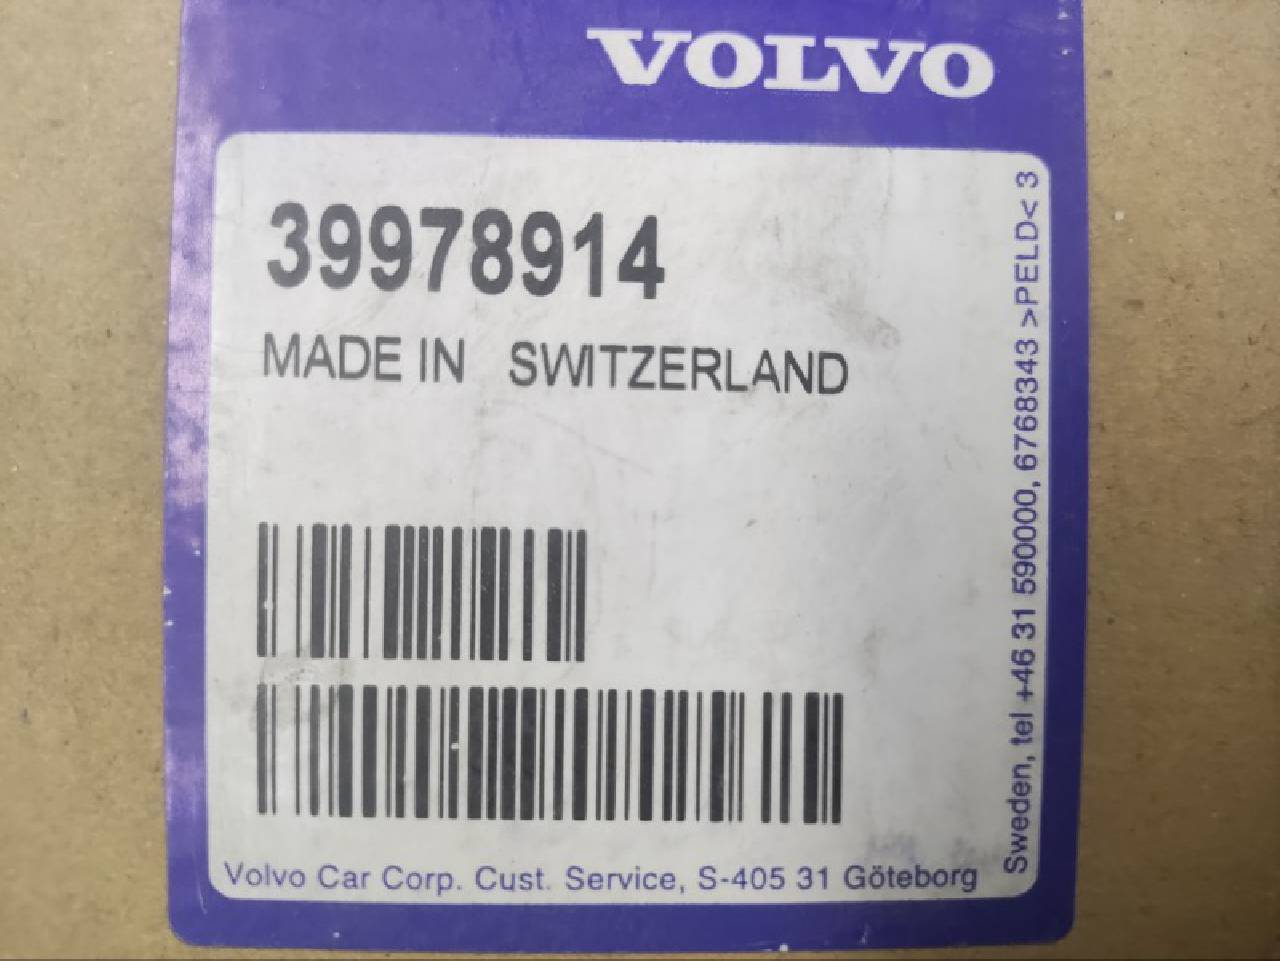 VOLVO
39978914
MADE IN SWITZERLAND
Volvo Car Corp. Cust. Service, S-405 31 Göteborg
Sweden, tel +46 31 590000, 6768343 >PELD< 3